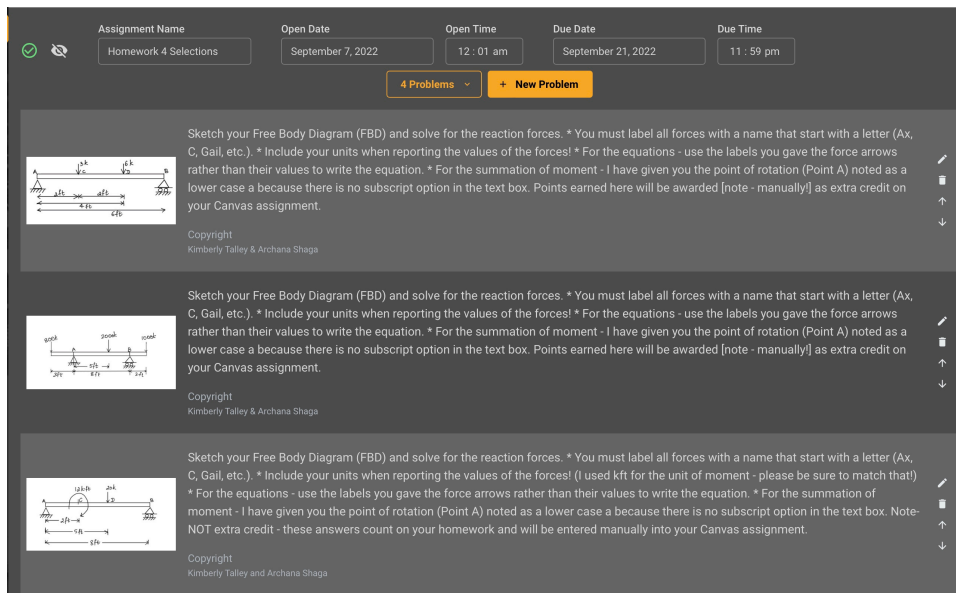 Assignment Name
Open Date
Open Time
Due Date
Due Time
Homework 4 Selections
September 7, 2022
12 : 01 am
September 21, 2022
11 : 59 pm
4 Problems
+ New Problem
Sketch your Free Body Diagram (FBD) and solve for the reaction forces. * You must label all forces with a name that start with a letter (Ax,
C, Gail, etc.). * Include your units when reporting the values of the forces! * For the equations - use the labels you gave the force arrows
rather than their values to write the equation. * For the summation of moment - I have given you the point of rotation (Point A) noted as a
lower case a because there is no subscript option in the text box. Points earned here will be awarded [note - manually!] as extra credit on
your Canvas assignment.
3k
6k
A
C
D
B
2ft
2ft
4ft
6ft
Copyright
Kimberly Talley & Archana Shaga
Sketch your Free Body Diagram (FBD) and solve for the reaction forces. * You must label all forces with a name that start with a letter (Ax,
C, Gail, etc.). * Include your units when reporting the values of the forces! * For the equations - use the labels you gave the force arrows
rather than their values to write the equation. * For the summation of moment - I have given you the point of rotation (Point A) noted as a
lower case a because there is no subscript option in the text box. Points earned here will be awarded [note - manually!] as extra credit on
your Canvas assignment.
A
B
5ft
8ft
Copyright
Kimberly Talley & Archana Shaga
Sketch your Free Body Diagram (FBD) and solve for the reaction forces. * You must label all forces with a name that start with a letter (Ax,
C, Gail, etc.). * Include your units when reporting the values of the forces! (I used kft for the unit of moment - please be sure to match that!)
* For the equations - use the labels you gave the force arrows rather than their values to write the equation. * For the summation of
moment - I have given you the point of rotation (Point A) noted as a lower case a because there is no subscript option in the text box. Note-
NOT extra credit - these answers count on your homework and will be entered manually into your Canvas assignment.
12k·ft
20k
A
C
D
B
2ft
5ft
8ft
Copyright
Kimberly Talley and Archana Shaga